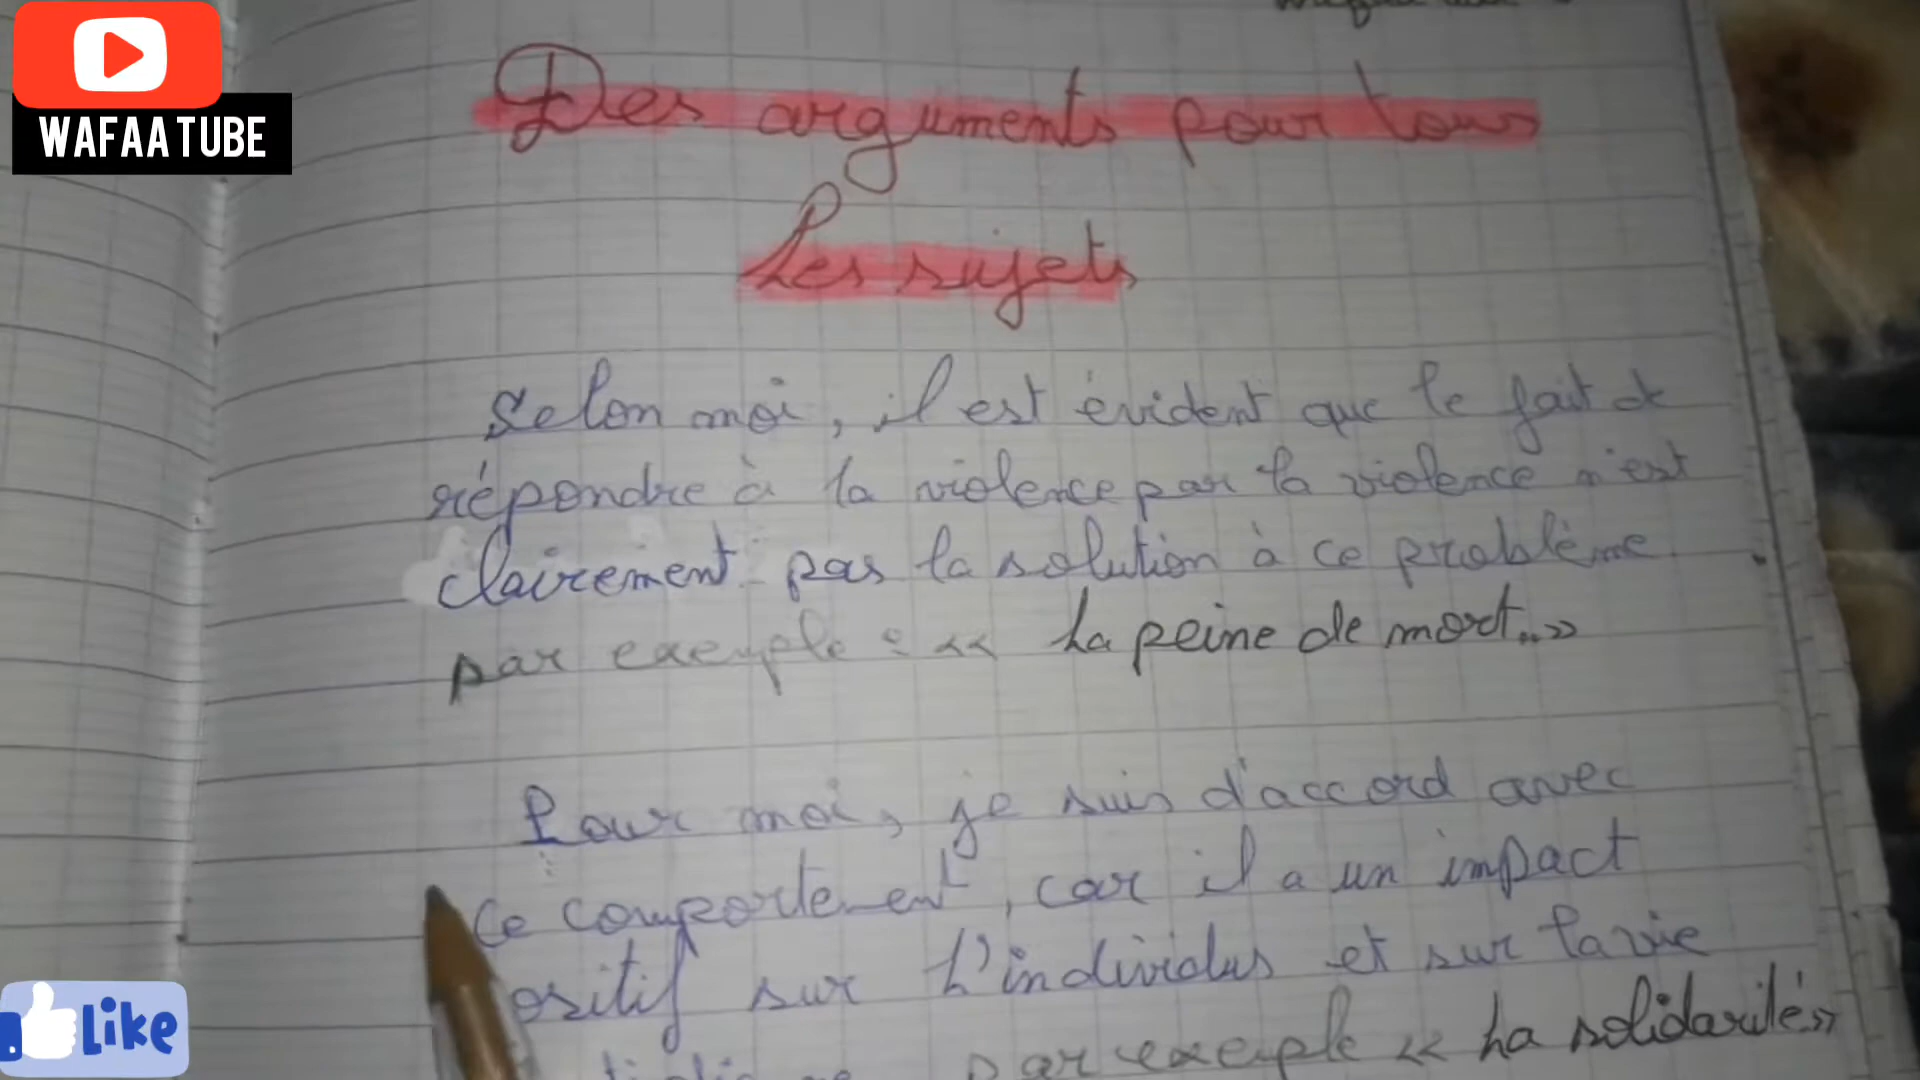 WAFAA TUBE
Des arguments pour tous
Les sujets
Selon moi, il est évident que le fait de
répondre à la violence par la violence n'est
clairement pas la solution à ce problème
par exemple : << La peine de mort..>>
Pour moi, je suis d'accord avec
ce comportement, car il a un impact
ositif sur l'individus et sur la vie
par exemple << La solidarité>>
Like